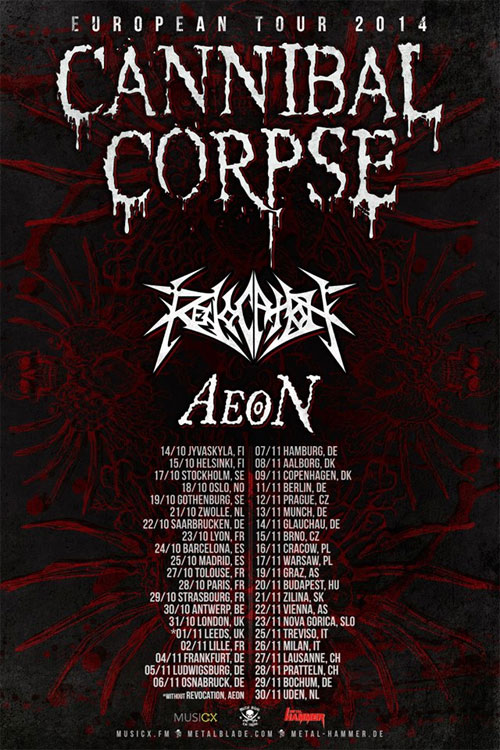 EUROPEAN TOUR 2014
CANNIBAL
CORPSE
REVOCATION
AEON
14/10 JYVASKYLA, FI
15/10 HELSINKI, FI
17/10 STOCKHOLM, SE
18/10 OSLO, NO
19/10 GOTHENBURG, SE
21/10 ZWOLLE, NL
22/10 SAARBRUCKEN, DE
23/10 LYON, FR
24/10 BARCELONA, ES
25/10 MADRID, ES
27/10 TOLOUSE, FR
28/10 PARIS, FR
29/10 STRASBOURG, FR
30/10 ANTWERP, BE
31/10 LONDON, UK
*01/11 LEEDS, UK
02/11 LILLE, FR
04/11 FRANKFURT, DE
05/11 LUDWIGSBURG, DE
06/11 OSNABRUCK, DE
*WITHOUT REVOCATION, AEON
07/11 HAMBURG, DE
08/11 AALBORG, DK
09/11 COPENHAGEN, DK
11/11 BERLIN, DE
12/11 PRAGUE, CZ
13/11 MUNCH, DE
14/11 GLAUCHAU, DE
15/11 BRNO, CZ
16/11 CRACOW, PL
17/11 WARSAW, PL
19/11 GRAZ, AS
20/11 BUDAPEST, HU
21/11 ZILINA, SK
22/11 VIENNA, AS
23/11 NOVA GORICA, SLO
25/11 TREVISO, IT
26/11 MILAN, IT
27/11 LAUSANNE, CH
28/11 PRATTELN, CH
29/11 BOCHUM, DE
30/11 UDEN, NL
MUSICX
METAL HAMMER
MUSICX.FM METALBLADE.COM METAL-HAMMER.DE